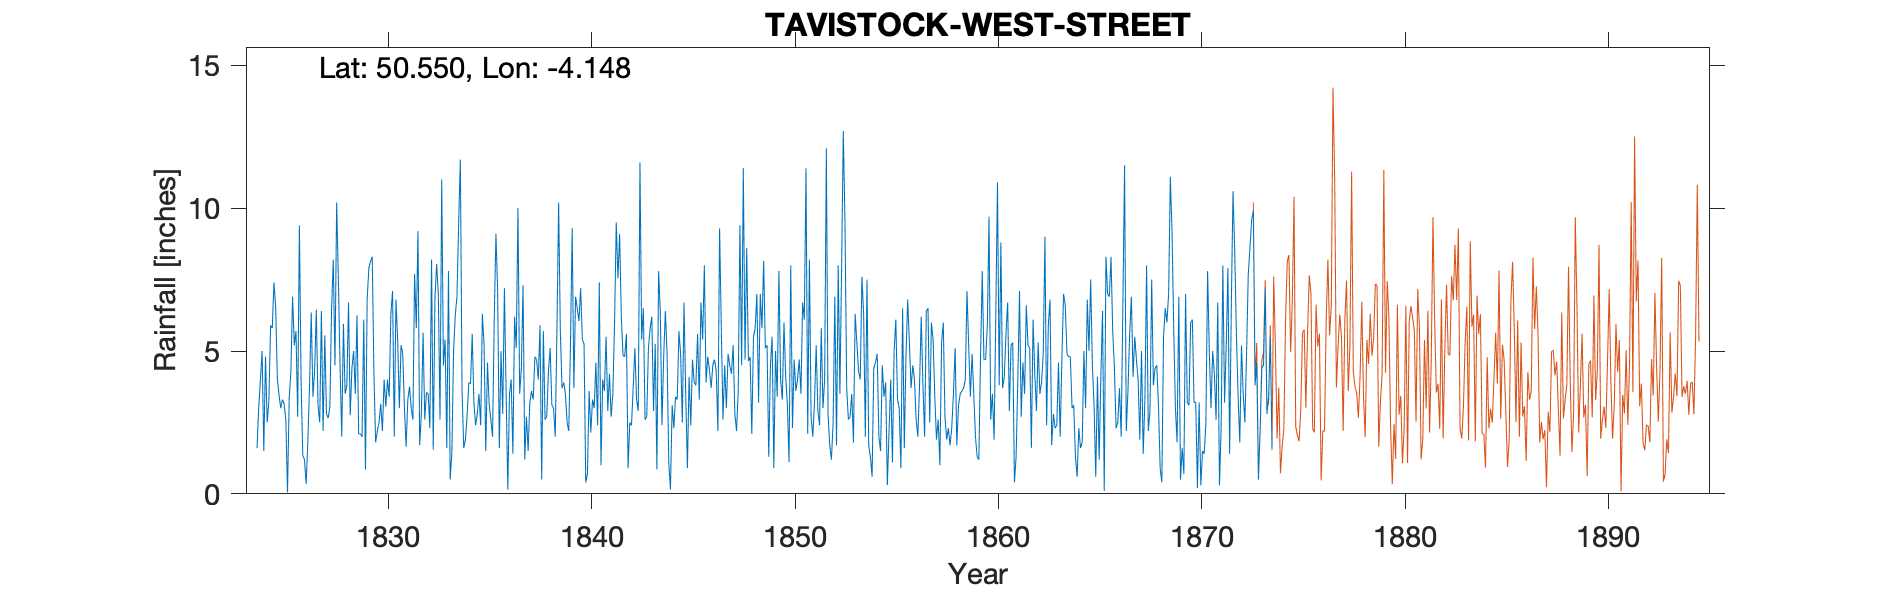 TAVISTOCK-WEST-STREET
Lat: 50.550, Lon: -4.148
15
10
5
0
Rainfall [inches]
1830 1840 1850 1860 1870 1880 1890
Year